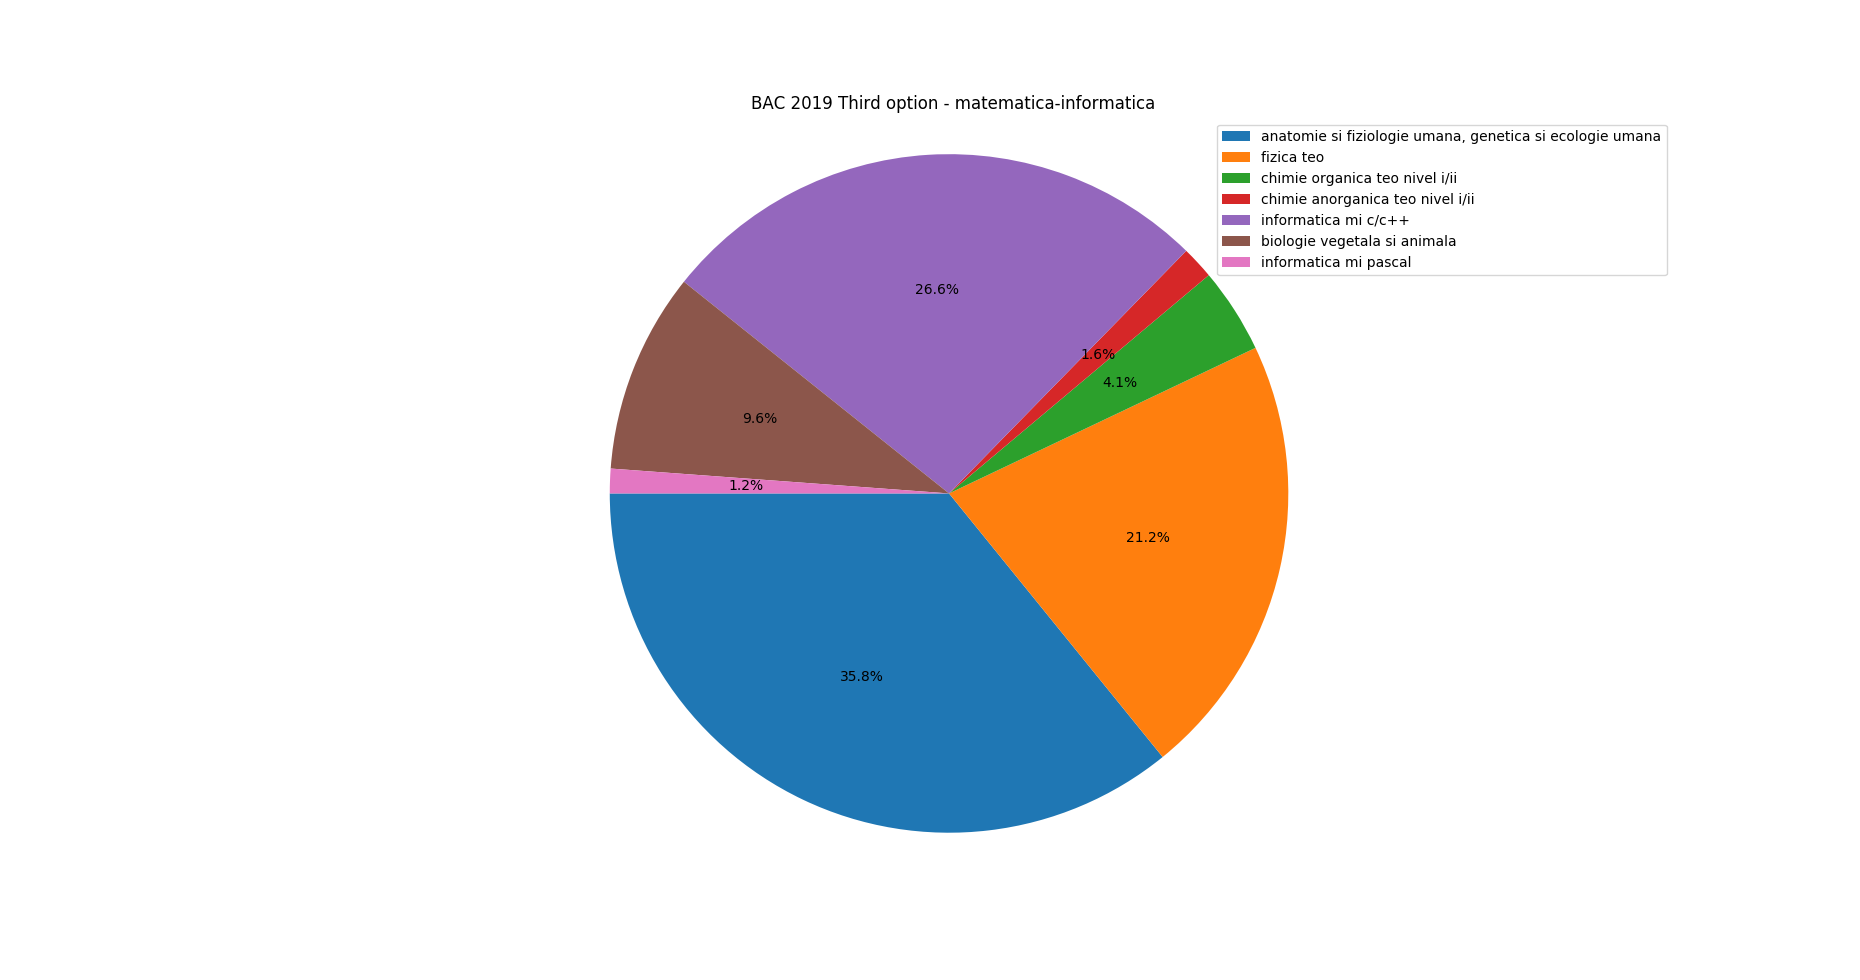 BAC 2019 Third option - matematica-informatica
anatomie si fiziologie umana, genetica si ecologie umana
fizica teo
chimie organica teo nivel i/ii
chimie anorganica teo nivel i/ii
informatica mi c/c++
biologie vegetala si animala
informatica mi pascal
26.6%
1.6%
4.1%
9.6%
1.2%
21.2%
35.8%